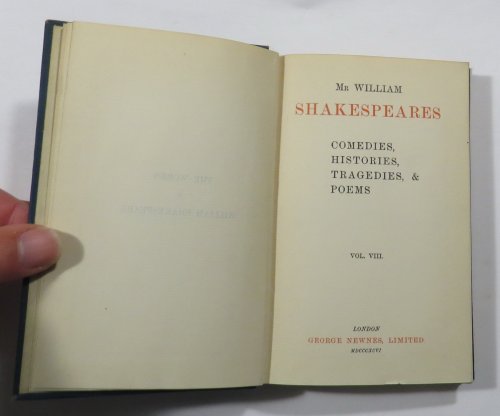 Mr WILLIAM
SHAKESPEARES
COMEDIES,
HISTORIES,
TRAGEDIES, &
POEMS
VOL. VIII.
LONDON
GEORGE NEWNES, LIMITED
MDCCCXCVI